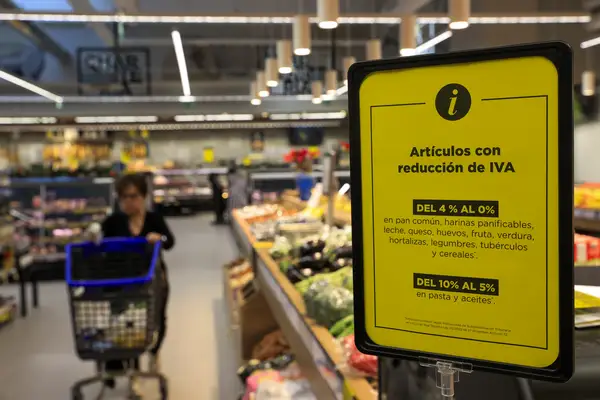 i
Artículos con
reducción de IVA
DEL 4 % AL 0%
en pan común, harinas panificables,
leche, queso, huevos, fruta, verdura,
hortalizas, legumbres, tubérculos
y cereales*.
DEL 10% AL 5%
en pasta y aceites*.